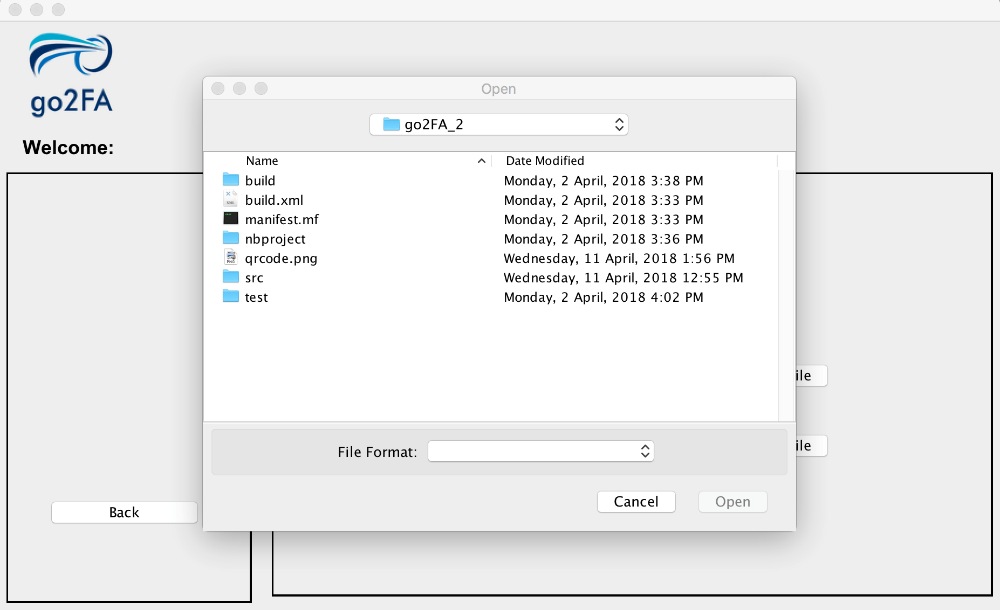 go2FA
Welcome:
Open
go2FA_2
Name Date Modified
build Monday, 2 April, 2018 3:38 PM
build.xml Monday, 2 April, 2018 3:33 PM
manifest.mf Monday, 2 April, 2018 3:33 PM
nbproject Monday, 2 April, 2018 3:36 PM
qrcode.png Wednesday, 11 April, 2018 1:56 PM
src Wednesday, 11 April, 2018 12:55 PM
test Monday, 2 April, 2018 4:02 PM
ile
ile
File Format:
Cancel Open
Back